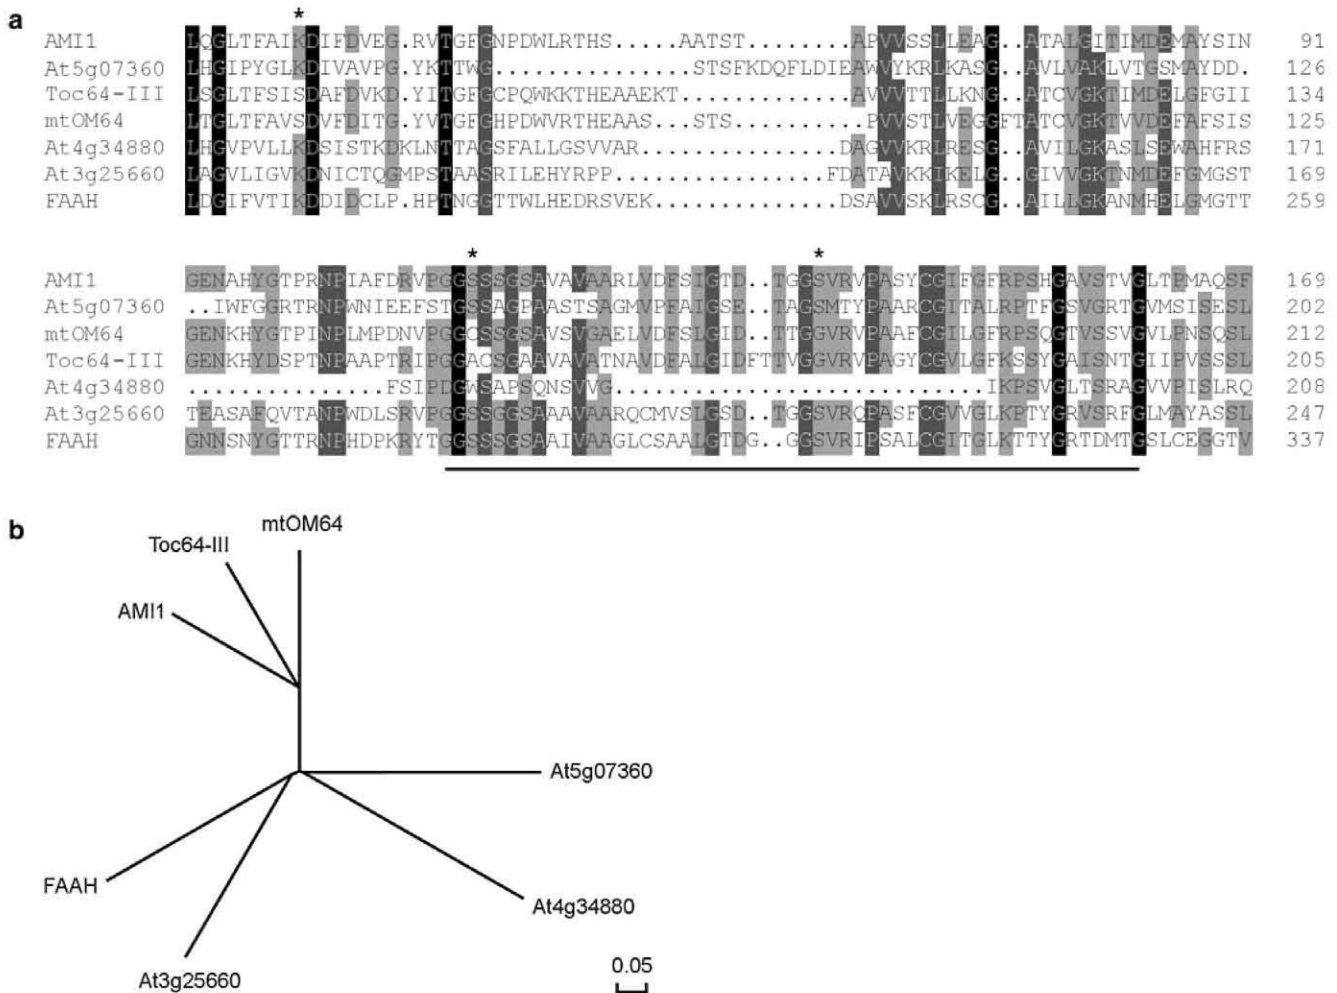 a
*
AMI1 LQGLTFAIKDIFDVEG.RVTGFGNPDWLRTHS.....AATST........APVVSSLLEAG..ATALGITIMDEMAYSIN 91
At5g07360 LHGIPYGLKDIVAVPG.YKTTWG...............STSFKDQFLDIEAWVYKRLKASG..AVLVAKLVTGSMAYDD. 126
Toc64-III LSGLTFSISDAFDVKD.YITGFGCPQWKKTHEAAEKT.............AVVVTTLLKNG..ATCVGKTIMDELGFGII 134
mtOM64 LTGLTFAVSDVFDITG.YVTGFGHPDWVRTHEAAS...STS..........PVVSTLVEGGFTATCVGKTVVDEFAFSIS 125
At4g34880 LHGVPVLLKDSISTKDKLNTTAGSFALLGSVVAR...............DAGVVKRLRESG..AVILGKASLSEWAHFRS 171
At3g25660 LAGVLIGVKDNICTQGMPSTAASRILEHYRPP................FDATAVKKIKELG..GIVVGKTNMDEFGMGST 169
FAAH LDGIFVTIKDDIDCLP.HPTNGGTTWLHEDRSVEK..............DSAVVSKLRSCG..AILLGKANMHELGMGTT 259
* *
AMI1 GENAHYGTPRNPIAFDRVPGGSSSGSAVAVAARLVDFSIGTD..TGGSVRVPASYCGIFGFRPSHGAVSTVGLTPMAQSF 169
At5g07360 ..IWFGGRTRNPWNIEEFSTGSSAGPAASTSAGMVPFAIGSE..TAGSMTYPAARCGITALRPTFGSVGRTGVMSISESL 202
mtOM64 GENKHYGTPINPLMPDNVPGGCSSGSAVSVGAELVDFSLGID..TTGGVRVPAAFCGILGFRPSQGTVSSVGVLPNSQSL 212
Toc64-III GENKHYDSPTNPAAPTRIPGGACSGAAVAVATNAVDFALGIDFTTVGGVRVPAGYCGVLGFKSSYGAISNTGIIPVSSSL 205
At4g34880 ...............FSIPDGWSAPSQNSVVG............................IKPSVGLTSRAGVVPISLRQ 208
At3g25660 TEASAFQVTANPWDLSRVPGGSSGGSAAAVAARQCMVSLGSD..TGGSVRQPASFCGVVGLKPTYGRVSRFGLMAYASSL 247
FAAH GNNSNYGTTRNPHDPKRYTGGSSSGSAAIVAAGLCSAALGTDG..GGSVRIPSALCGITGLKTTYGRTDMTGSLCEGGTV 337
b
mtOM64
Toc64-III
AMI1
At5g07360
FAAH
At4g34880
At3g25660
0.05